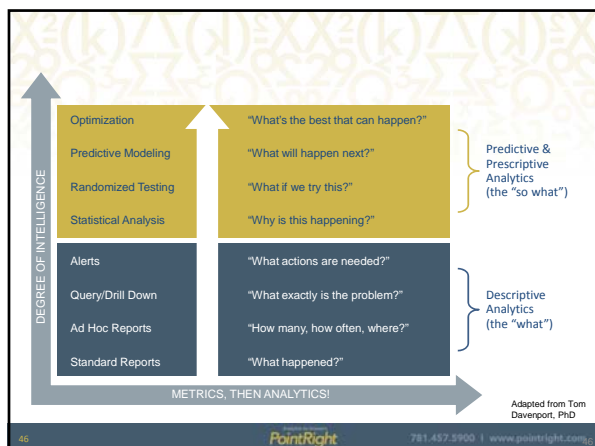 DEGREE OF INTELLIGENCE
Optimization "What's the best that can happen?"
Predictive Modeling "What will happen next?"
Randomized Testing "What if we try this?"
Statistical Analysis "Why is this happening?"
Predictive &
Prescriptive
Analytics
(the "so what")
Alerts "What actions are needed?"
Query/Drill Down "What exactly is the problem?"
Ad Hoc Reports "How many, how often, where?"
Standard Reports "What happened?"
Descriptive
Analytics
(the "what")
METRICS, THEN ANALYTICS!
Adapted from Tom
Davenport, PhD
46
PointRight
781.457.5900 I www.pointright.com
46